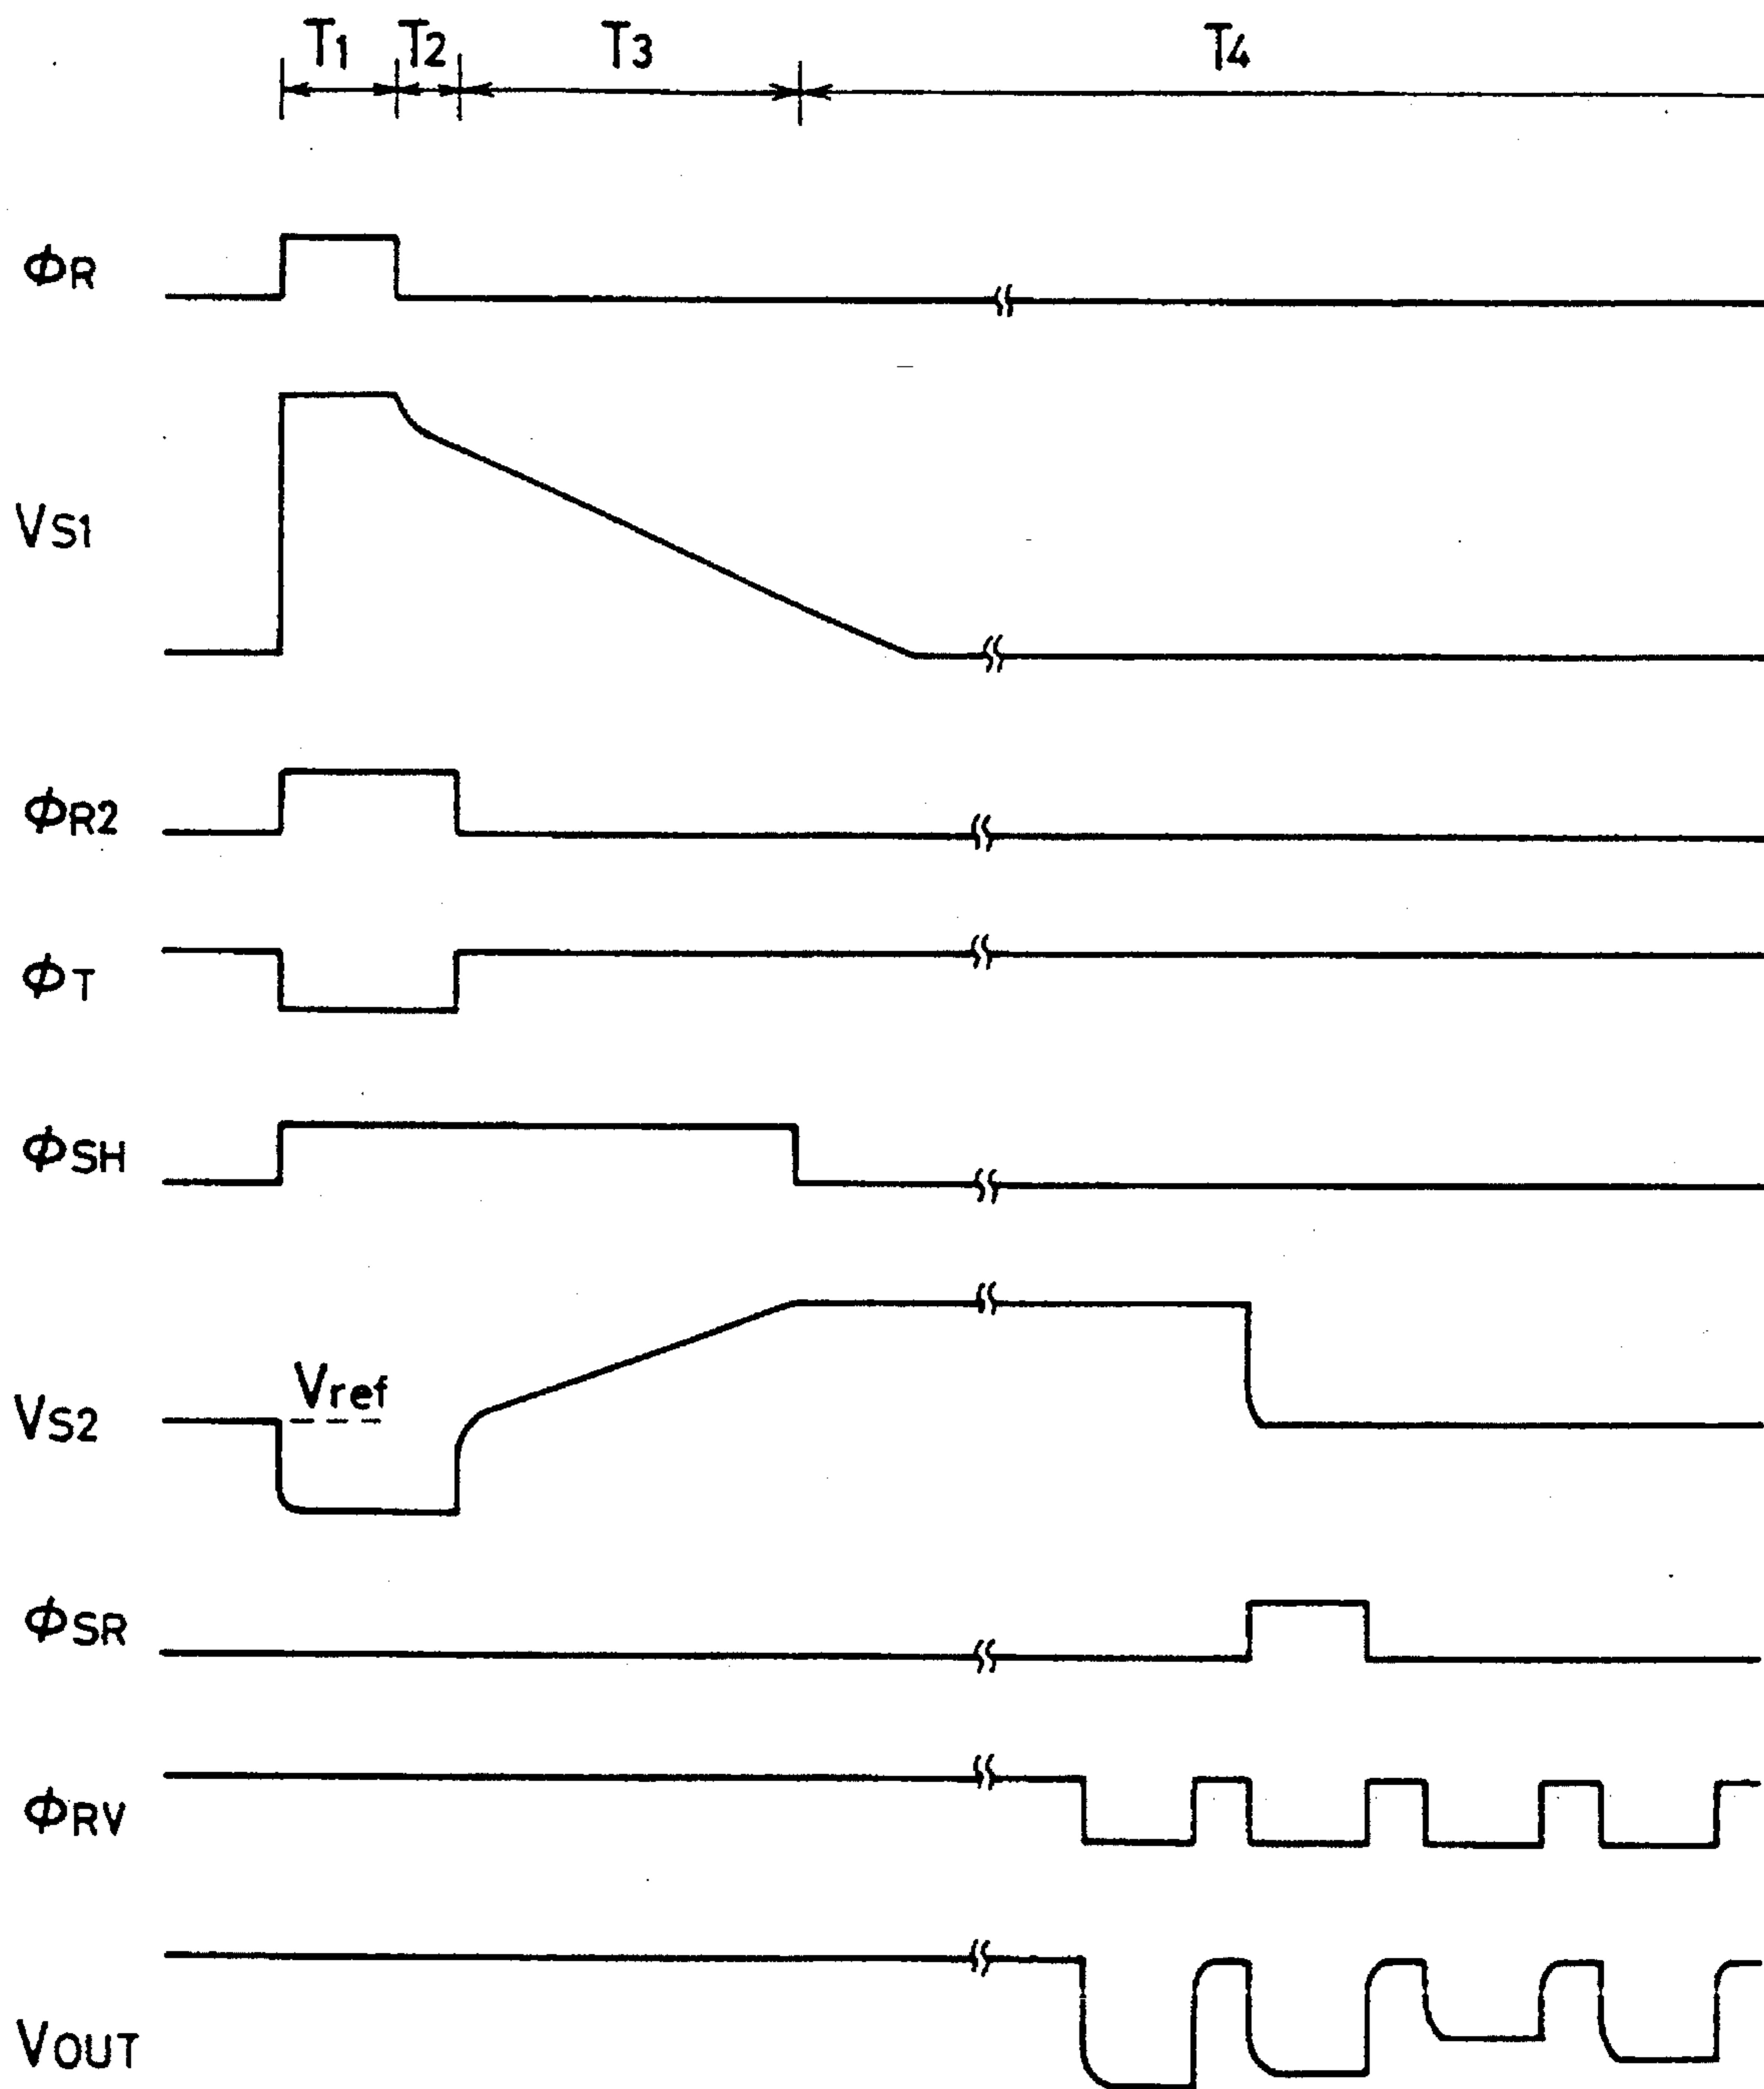 T1 T2 T3 T4
ΦR
VS1
ΦR2
ΦT
ΦSH
Vref
VS2
ΦSR
ΦRV
VOUT